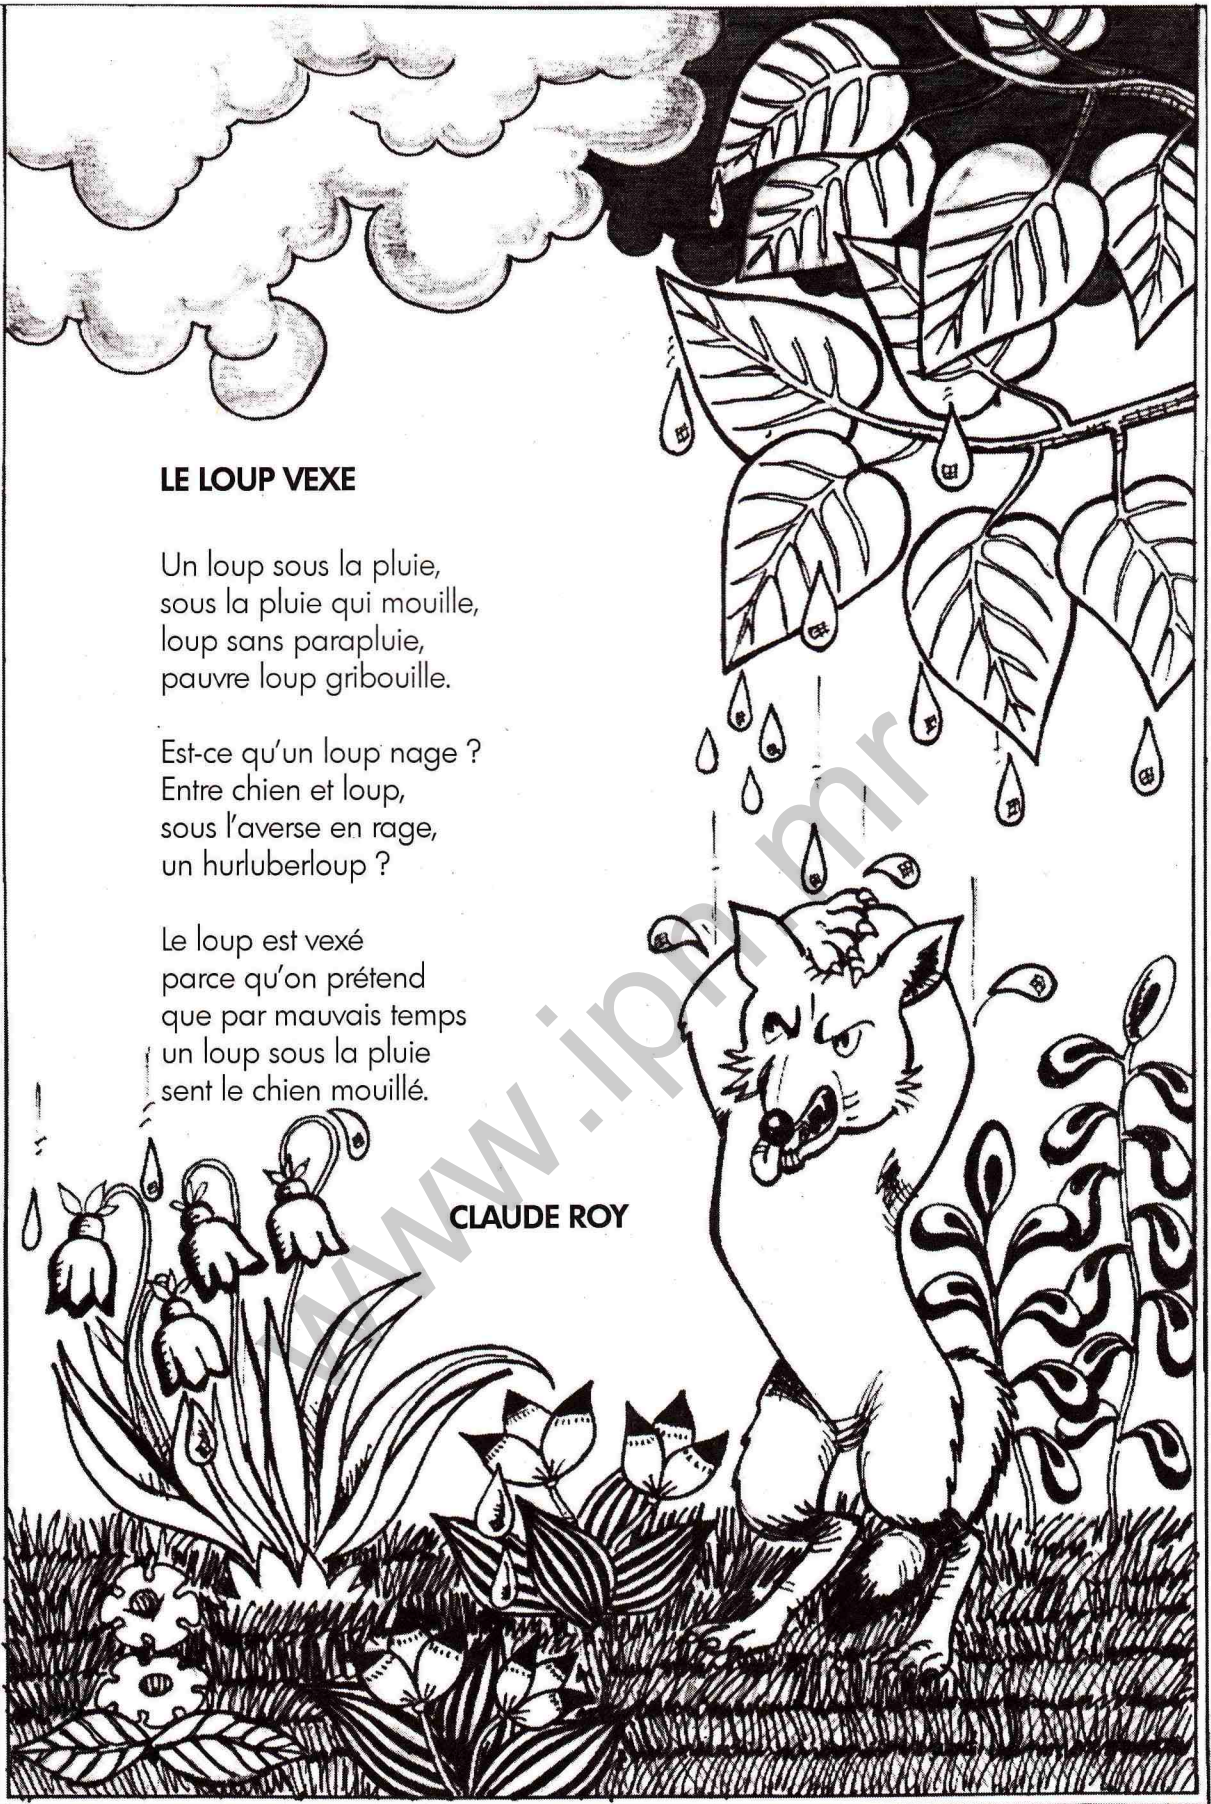 LE LOUP VEXE
Un loup sous la pluie,
sous la pluie qui mouille,
loup sans parapluie,
pauvre loup gribouille.
Est-ce qu'un loup nage ?
Entre chien et loup,
sous l'averse en rage,
un hurluberloup ?
Le loup est vexé
parce qu'on prétend
que par mauvais temps
un loup sous la pluie
sent le chien mouillé.
CLAUDE ROY
www.ipn.mr